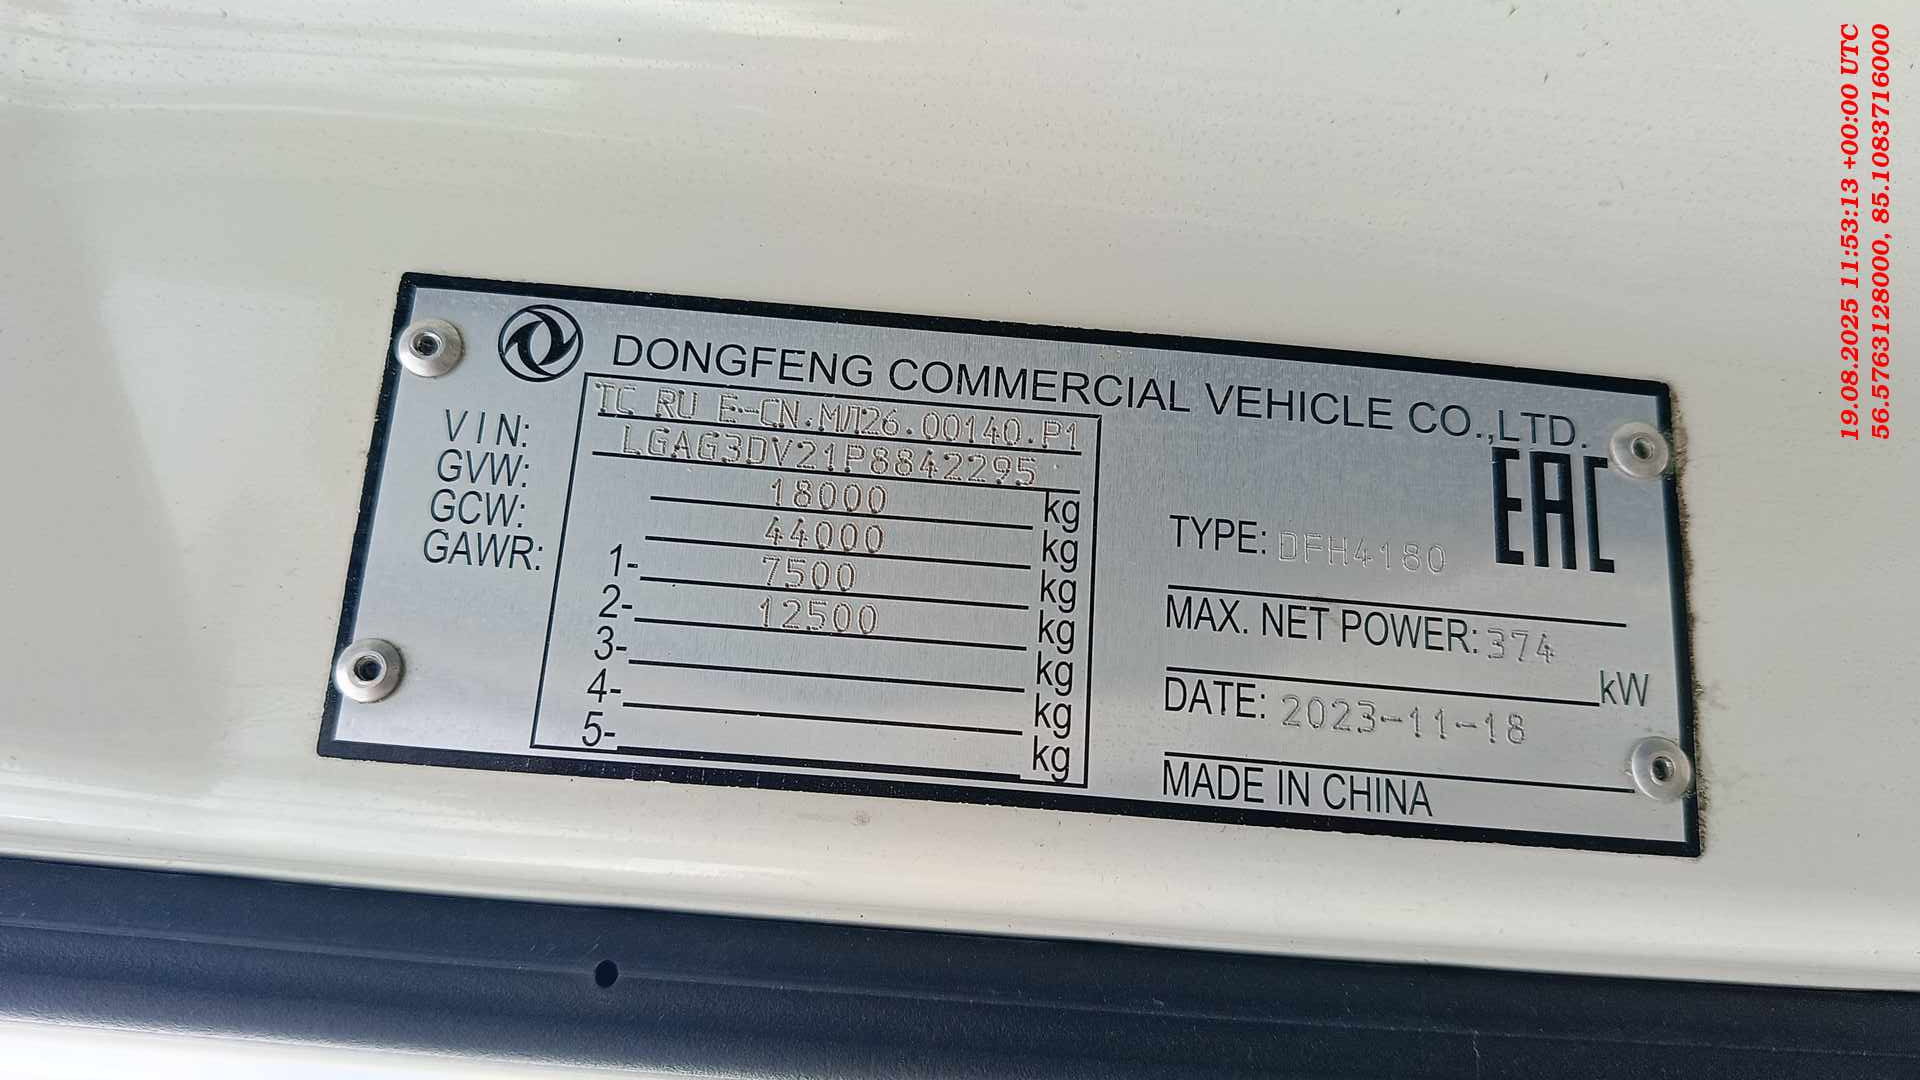 DONGFENG COMMERCIAL VEHICLE CO.,LTD.
TC RU E-CN.МЛ26.00140.P1
VIN: LGAG3DV21P8842295
GVW: 18000 kg
GCW: 44000 kg
GAWR: 1- 7500 kg
2- 12500 kg
3- kg
4- kg
5- kg
EAC
TYPE: DFH4180
MAX. NET POWER: 374 kW
DATE: 2023-11-18
MADE IN CHINA
19.08.2025 11:53:13 +00:00 UTC
56.5763128000, 85.1083716000